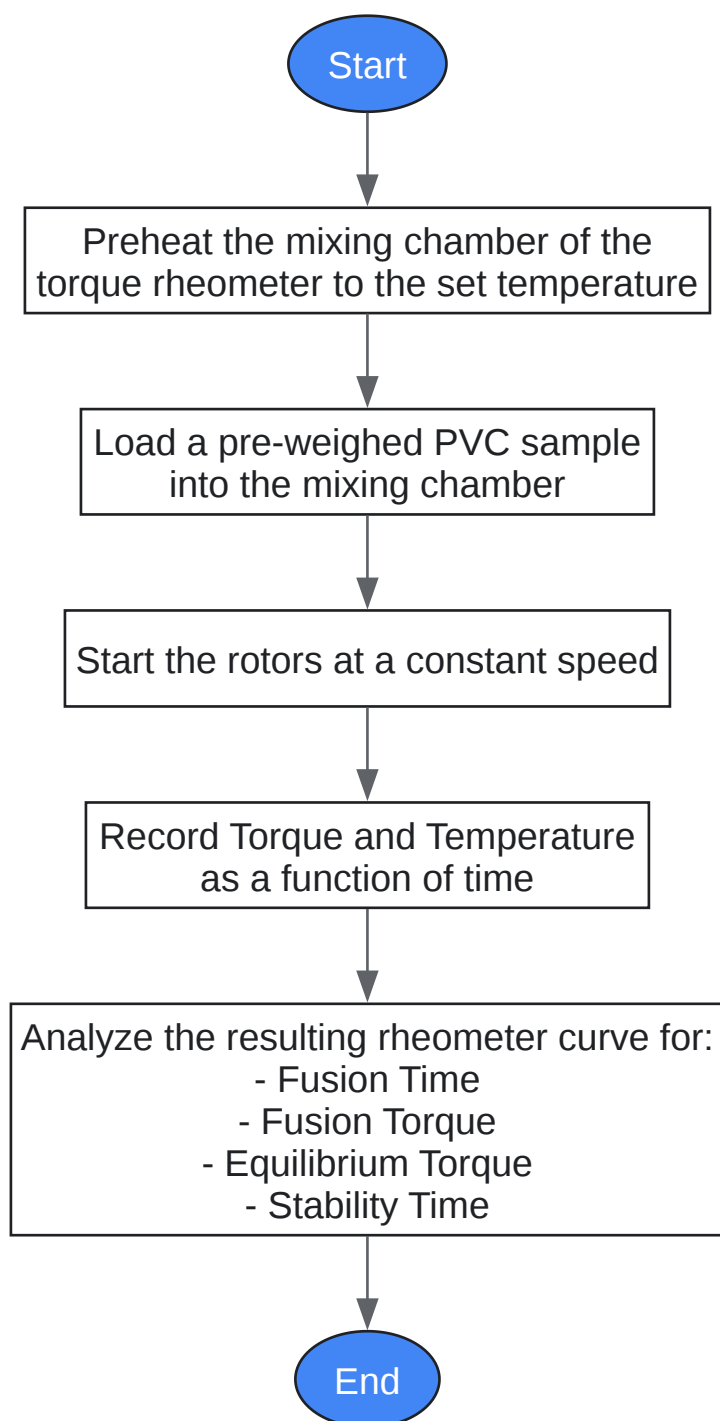 Start
Preheat the mixing chamber of the
torque rheometer to the set temperature
Load a pre-weighed PVC sample
into the mixing chamber
Start the rotors at a constant speed
Record Torque and Temperature
as a function of time
Analyze the resulting rheometer curve for:
- Fusion Time
- Fusion Torque
- Equilibrium Torque
- Stability Time
End